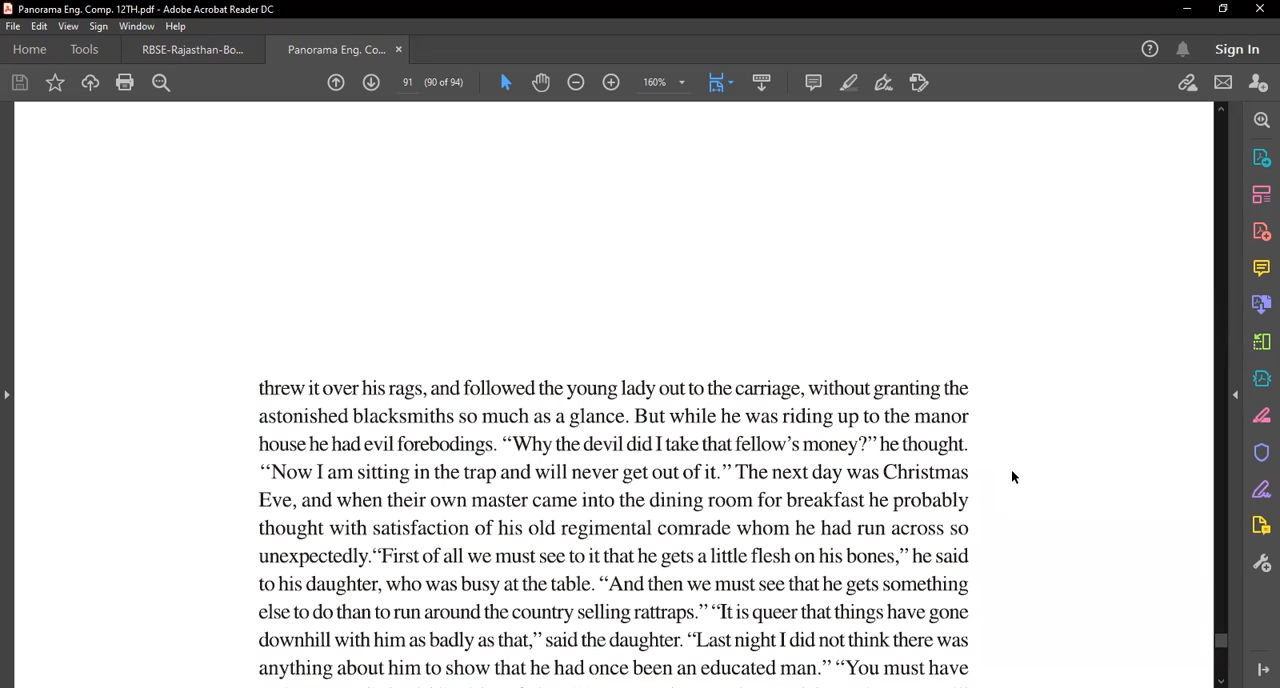 Panorama Eng. Comp. 12TH.pdf - Adobe Acrobat Reader DC
File Edit View Sign Window Help
Home Tools RBSE-Rajasthan-Bo... Panorama Eng. Co... × Sign In
91 (90 of 94) 160%
threw it over his rags, and followed the young lady out to the carriage, without granting the
astonished blacksmiths so much as a glance. But while he was riding up to the manor
house he had evil forebodings. “Why the devil did I take that fellow’s money?” he thought.
“Now I am sitting in the trap and will never get out of it.” The next day was Christmas
Eve, and when their own master came into the dining room for breakfast he probably
thought with satisfaction of his old regimental comrade whom he had run across so
unexpectedly.“First of all we must see to it that he gets a little flesh on his bones,” he said
to his daughter, who was busy at the table. “And then we must see that he gets something
else to do than to run around the country selling rattraps.” “It is queer that things have gone
downhill with him as badly as that,” said the daughter. “Last night I did not think there was
anything about him to show that he had once been an educated man.” “You must have